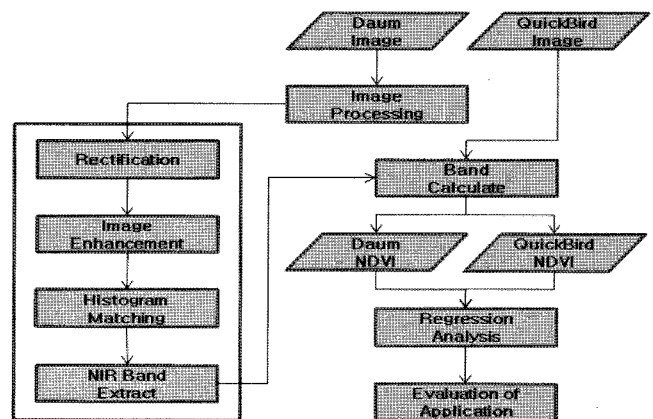 Daum
Image
QuickBird
Image
Image
Processing
Rectification
Band
Calculate
Image
Enhancement
Daum
NDVI
QuickBird
NDVI
Histogram
Matching
Regression
Analysis
NIR Band
Extract
Evaluation of
Application